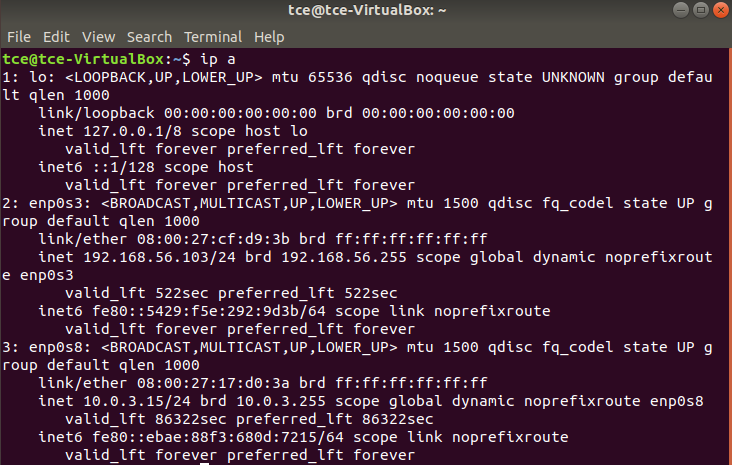 tce@tce-VirtualBox: ~
File Edit View Search Terminal Help
tce@tce-VirtualBox:~$ ip a
1: lo: <LOOPBACK,UP,LOWER_UP> mtu 65536 qdisc noqueue state UNKNOWN group defau
lt qlen 1000
    link/loopback 00:00:00:00:00:00 brd 00:00:00:00:00:00
    inet 127.0.0.1/8 scope host lo
       valid_lft forever preferred_lft forever
    inet6 ::1/128 scope host
       valid_lft forever preferred_lft forever
2: enp0s3: <BROADCAST,MULTICAST,UP,LOWER_UP> mtu 1500 qdisc fq_codel state UP g
roup default qlen 1000
    link/ether 08:00:27:cf:d9:3b brd ff:ff:ff:ff:ff:ff
    inet 192.168.56.103/24 brd 192.168.56.255 scope global dynamic noprefixrout
e enp0s3
       valid_lft 522sec preferred_lft 522sec
    inet6 fe80::5429:f5e:292:9d3b/64 scope link noprefixroute
       valid_lft forever preferred_lft forever
3: enp0s8: <BROADCAST,MULTICAST,UP,LOWER_UP> mtu 1500 qdisc fq_codel state UP g
roup default qlen 1000
    link/ether 08:00:27:17:d0:3a brd ff:ff:ff:ff:ff:ff
    inet 10.0.3.15/24 brd 10.0.3.255 scope global dynamic noprefixroute enp0s8
       valid_lft 86322sec preferred_lft 86322sec
    inet6 fe80::ebae:88f3:680d:7215/64 scope link noprefixroute
       valid_lft forever preferred_lft forever